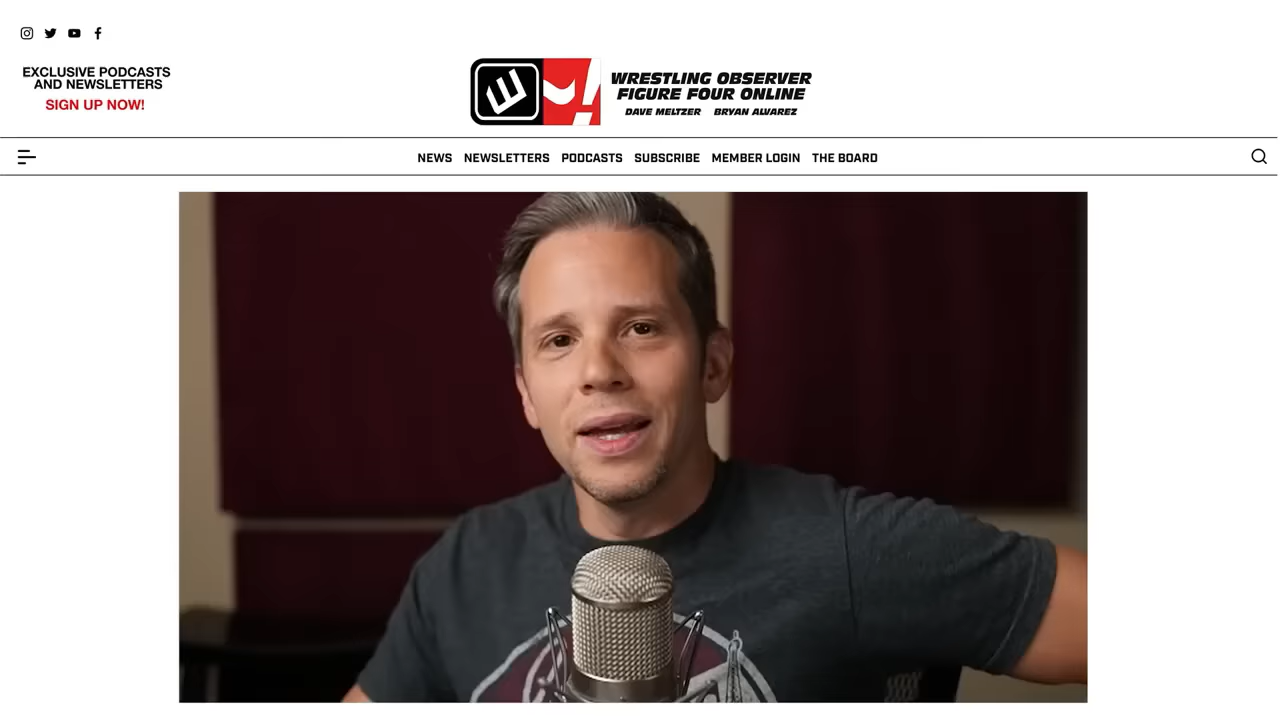 EXCLUSIVE PODCASTS
AND NEWSLETTERS
SIGN UP NOW!
WRESTLING OBSERVER
FIGURE FOUR ONLINE
DAVE MELTZER BRYAN ALVAREZ
NEWS NEWSLETTERS PODCASTS SUBSCRIBE MEMBER LOGIN THE BOARD